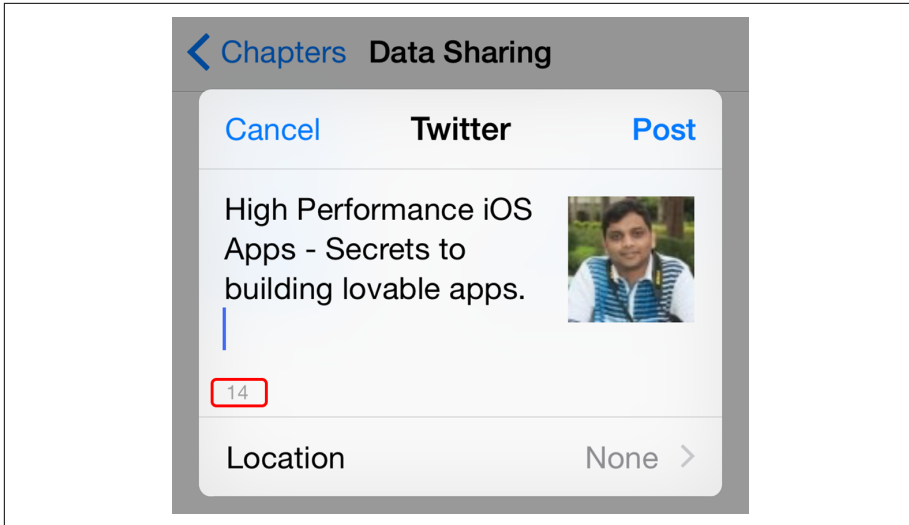 Chapters Data Sharing
Cancel Twitter Post
High Performance iOS
Apps - Secrets to
building lovable apps.
14
Location None